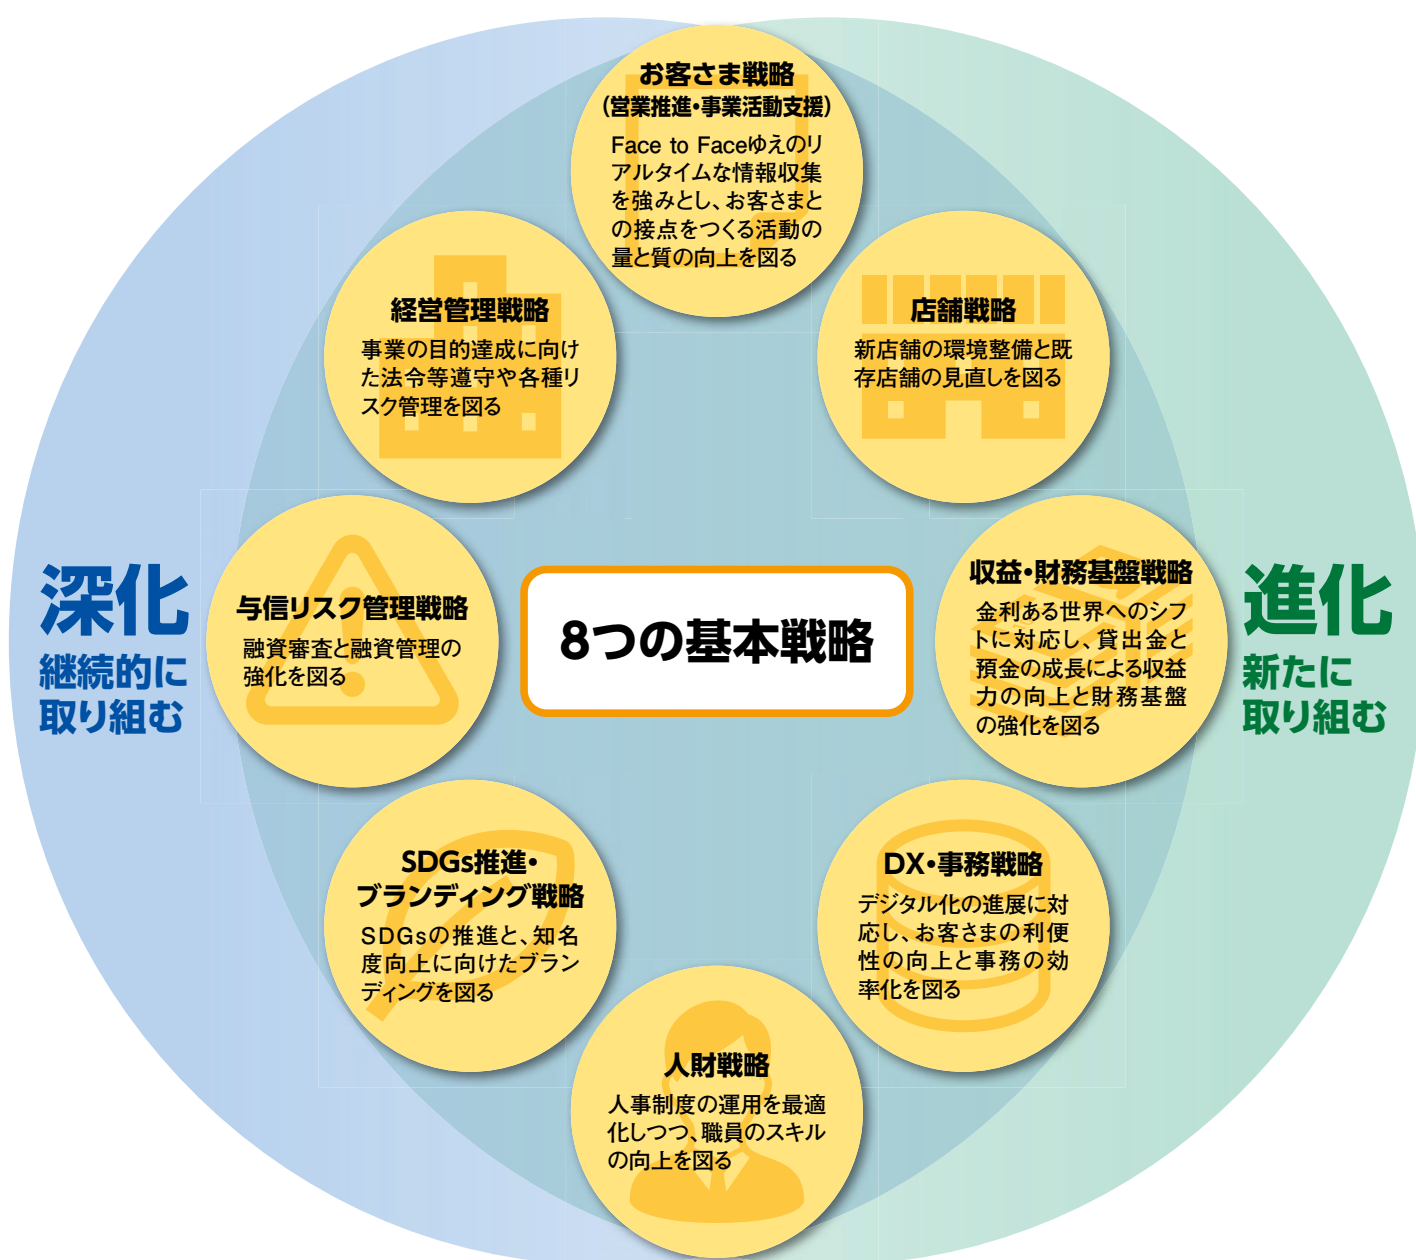 お客さま戦略
(営業推進・事業活動支援)
Face to Faceゆえのリ
アルタイムな情報収集
を強みとし、お客さまと
の接点をつくる活動の
量と質の向上を図る
店舗戦略
新店舗の環境整備と既
存店舗の見直しを図る
収益・財務基盤戦略
金利ある世界へのシフ
トに対応し、貸出金と
預金の成長による収益
力の向上と財務基盤
の強化を図る
DX・事務戦略
デジタル化の進展に対
応し、お客さまの利便
性の向上と事務の効
率化を図る
人財戦略
人事制度の運用を最適
化しつつ、職員のスキル
の向上を図る
SDGs推進・
ブランディング戦略
SDGsの推進と、知名
度向上に向けたブラン
ディングを図る
与信リスク管理戦略
融資審査と融資管理の
強化を図る
経営管理戦略
事業の目的達成に向け
た法令等遵守や各種リ
スク管理を図る
8つの基本戦略
深化
継続的に
取り組む
進化
新たに
取り組む